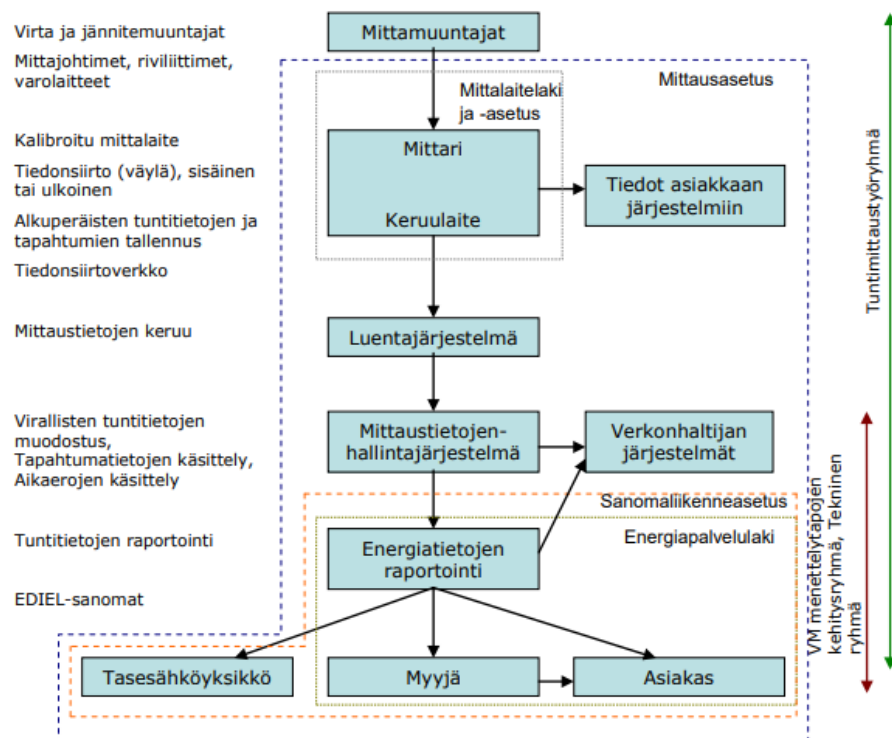 Virta ja jännitemuuntajat
Mittamuuntajat
Mittajohtimet, riviliittimet,
varolaitteet
Mittausasetus
Mittalaitelaki
ja -asetus
Kalibroitu mittalaite
Mittari
Tiedonsiirto (väylä), sisäinen
tai ulkoinen
Keruulaite
Tiedot asiakkaan
järjestelmiin
Alkuperäisten tuntitietojen ja
tapahtumien tallennus
Tiedonsiirtoverkko
Mittaustietojen keruu
Luentajärjestelmä
Virallisten tuntitietojen
muodostus,
Tapahtumatietojen käsittely,
Aikaerojen käsittely
Mittaustietojen-
hallintajärjestelmä
Verkonhaltijan
järjestelmät
Sanomaliikenneasetus
Energiapalvelulaki
Tuntitietojen raportointi
Energiatietojen
raportointi
EDIEL-sanomat
Tasesähköyksikkö
Myyjä
Asiakas
VM menettelytapojen
kehitysryhmä, Tekninen
ryhmä
Tuntimittaustyöryhmä